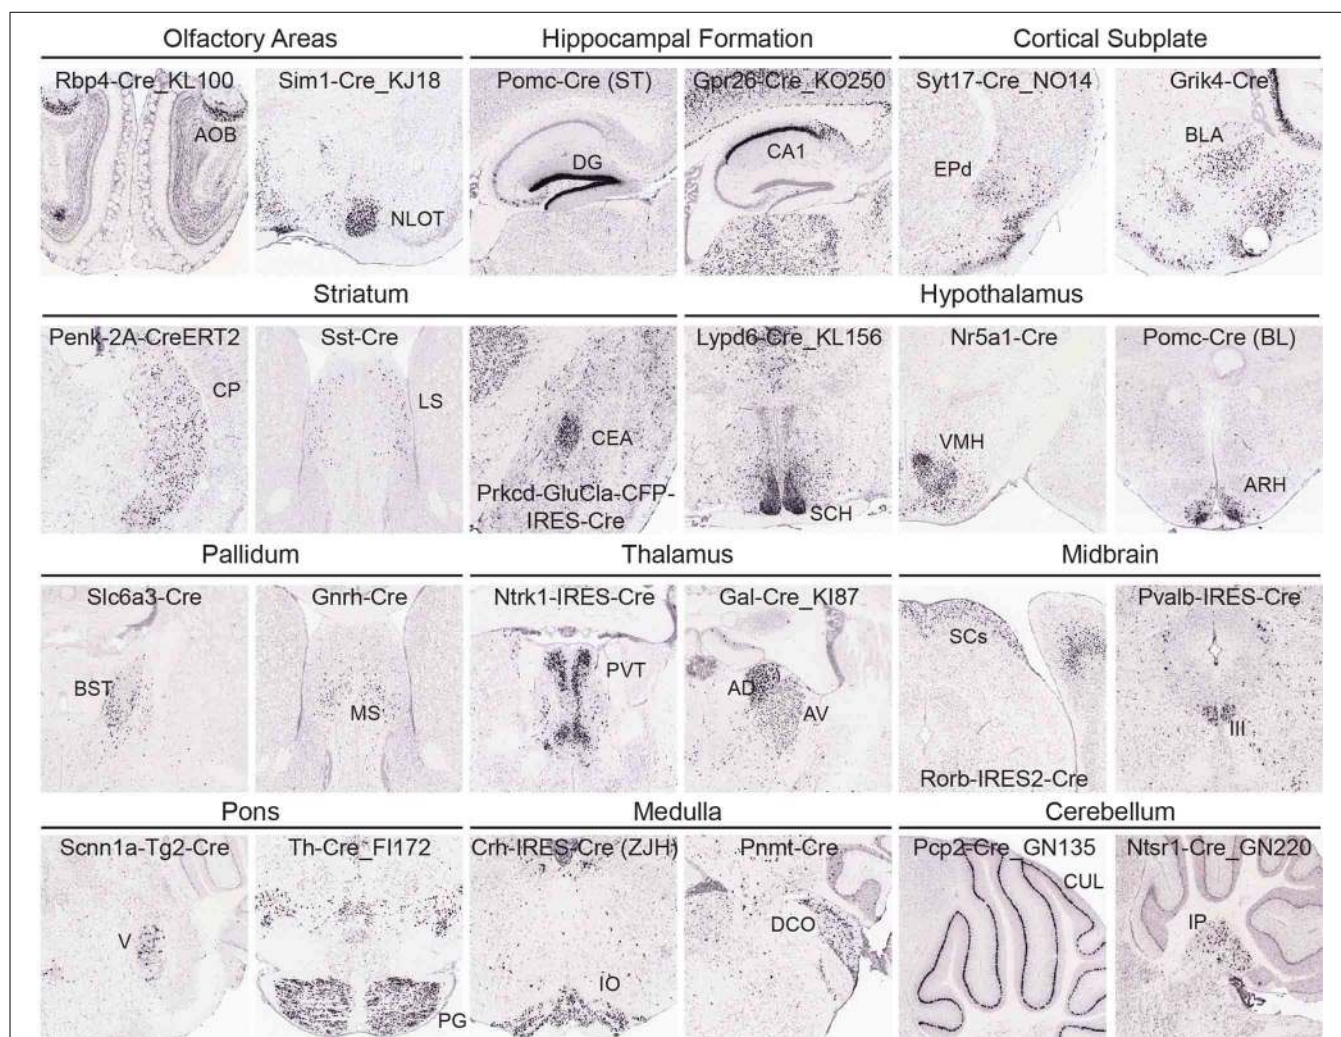 Olfactory Areas
Hippocampal Formation
Cortical Subplate
Rbp4-Cre_KL100
Sim1-Cre_KJ18
Pomc-Cre (ST)
Gpr26-Cre_KO250
Syt17-Cre_NO14
Grik4-Cre
AOB
NLOT
DG
CA1
EPd
BLA
Striatum
Hypothalamus
Penk-2A-CreERT2
Sst-Cre
Lypd6-Cre_KL156
Nr5a1-Cre
Pomc-Cre (BL)
CP
LS
CEA
Prkcd-GluCla-CFP-
IRES-Cre
SCH
VMH
ARH
Pallidum
Thalamus
Midbrain
Slc6a3-Cre
Gnrh-Cre
Ntrk1-IRES-Cre
Gal-Cre_KI87
Pvalb-IRES-Cre
BST
MS
PVT
AD
AV
SCs
Rorb-IRES2-Cre
III
Pons
Medulla
Cerebellum
Scnn1a-Tg2-Cre
Th-Cre_FI172
Crh-IRES-Cre (ZJH)
Pnmt-Cre
Pcp2-Cre_GN135
Ntsr1-Cre_GN220
V
PG
IO
DCO
CUL
IP